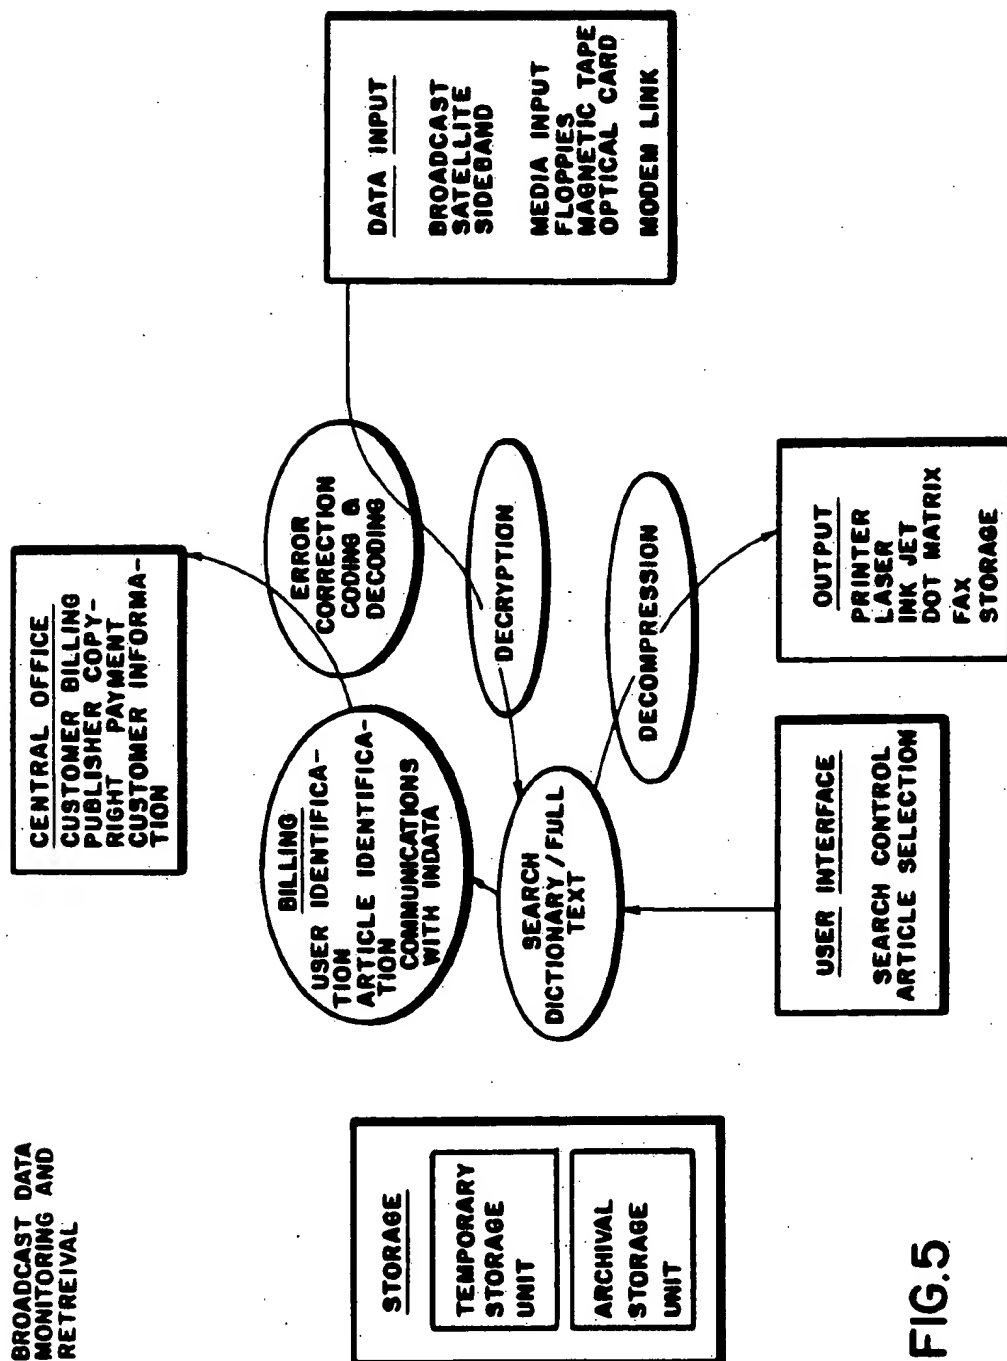 BROADCAST DATA
MONITORING AND
RETREIVAL
CENTRAL OFFICE
CUSTOMER BILLING
PUBLISHER COPY-
RIGHT PAYMENT
CUSTOMER INFORMA-
TION
STORAGE
TEMPORARY
STORAGE
UNIT
ARCHIVAL
STORAGE
UNIT
BILLING
USER IDENTIFICA-
TION
ARTICLE IDENTIFICA-
TION
COMMUNICATIONS
WITH INDATA
ERROR
CORRECTION
CODING &
DECODING
DATA INPUT
BROADCAST
SATELLITE
SIDEBAND
MEDIA INPUT
FLOPPIES
MAGNETIC TAPE
OPTICAL CARD
MODEM LINK
SEARCH
DICTIONARY/FULL
TEXT
DECRYPTION
DECOMPRESSION
USER INTERFACE
SEARCH CONTROL
ARTICLE SELECTION
OUTPUT
PRINTER
LASER
INK JET
DOT MATRIX
FAX
STORAGE
FIG.5